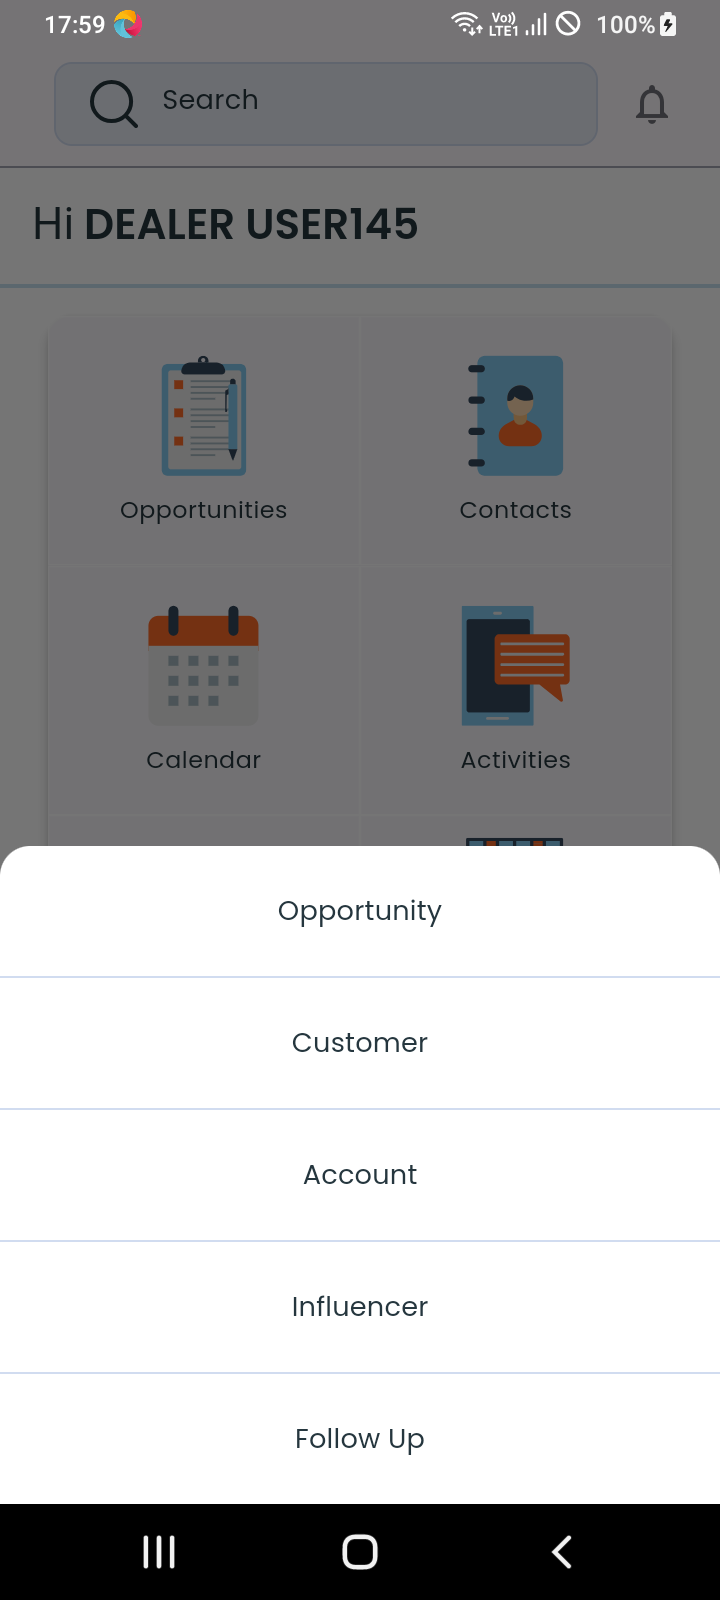 17:59
Vo)) LTE1
100%
Search
Hi DEALER USER145
Opportunities
Contacts
Calendar
Activities
Opportunity
Customer
Account
Influencer
Follow Up